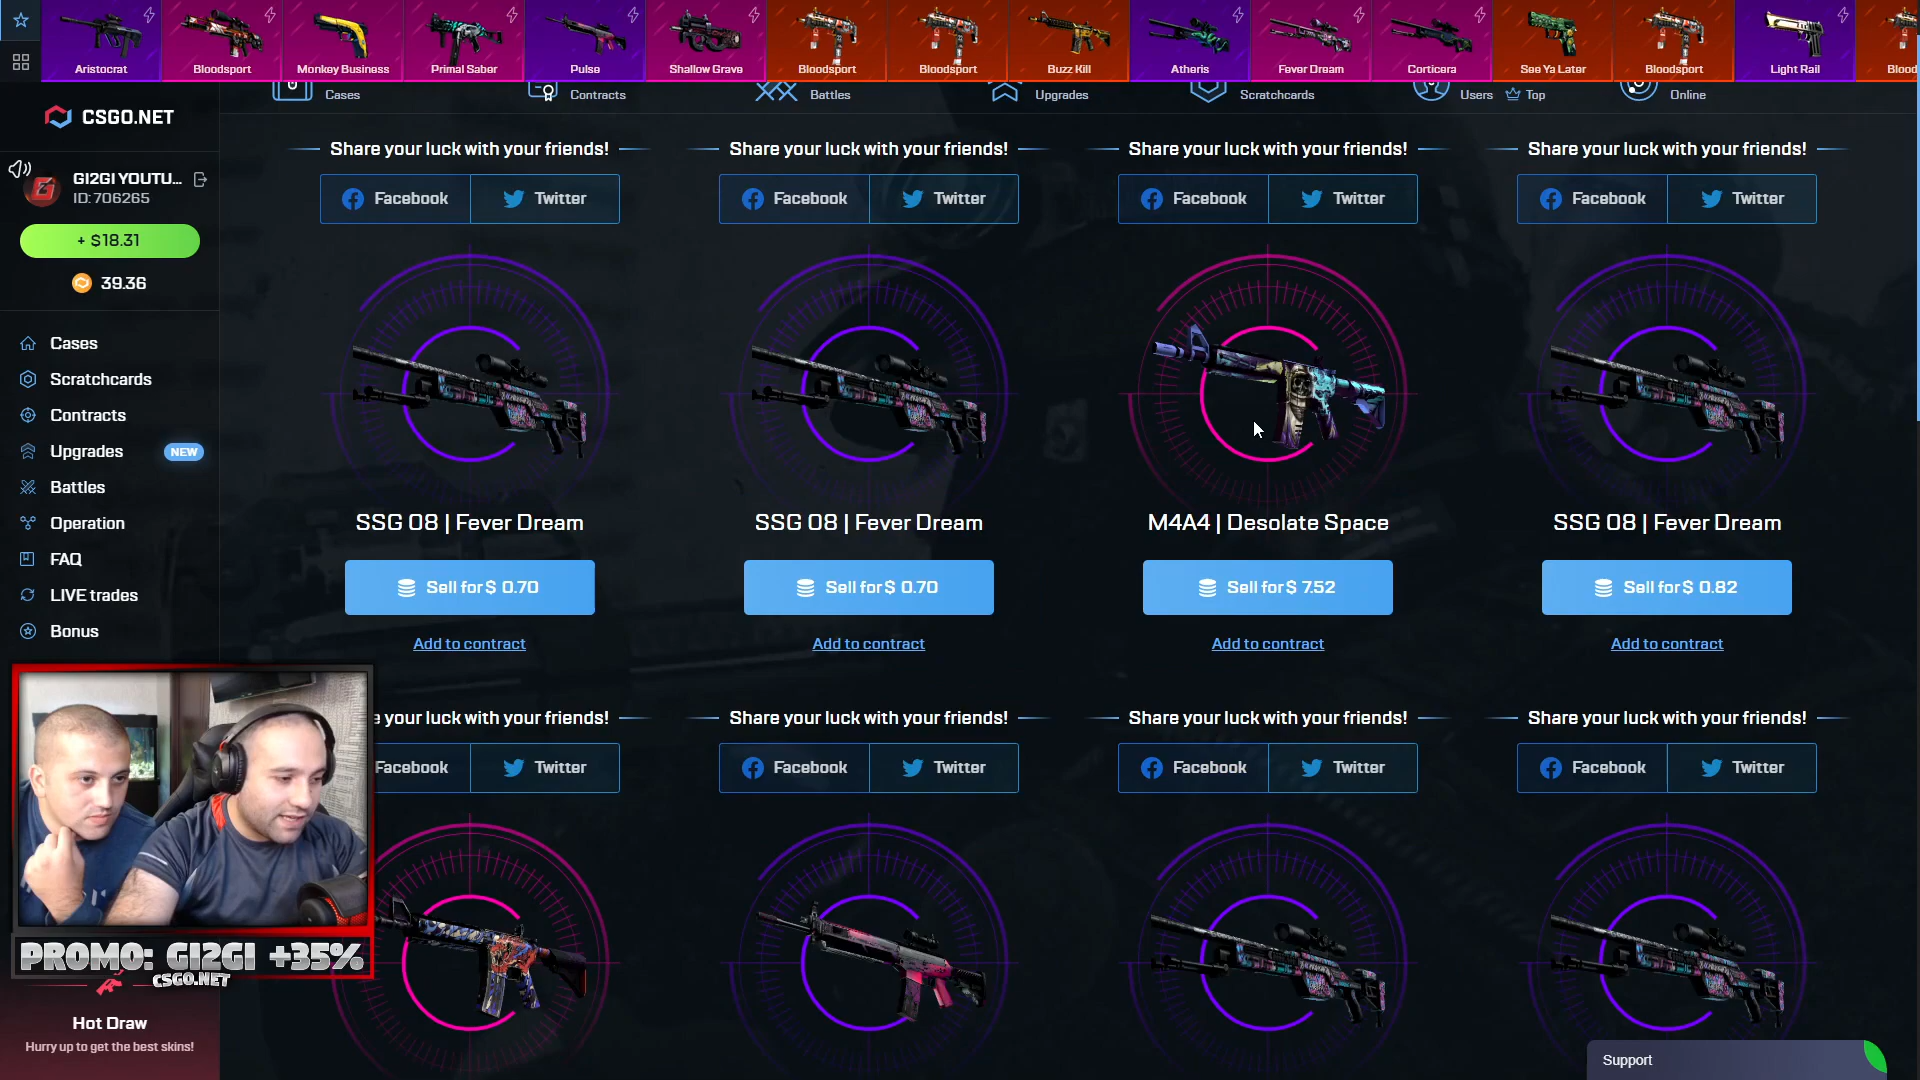 Aristocrat
Bloodsport
Monkey Business
Primal Saber
Pulse
Shallow Grave
Bloodsport
Bloodsport
Buzz Kill
Atheris
Fever Dream
Corticera
See Ya Later
Bloodsport
Light Rail
Blood
CSGO.NET
Cases
Contracts
Battles
Upgrades
Scratchcards
Users
Top
Online
GI2GI YOUTU...
ID: 706265
+ $18.31
39.36
Cases
Scratchcards
Contracts
Upgrades NEW
Battles
Operation
FAQ
LIVE trades
Bonus
Share your luck with your friends!
Facebook Twitter
SSG 08 | Fever Dream
Sell for $ 0.70
Add to contract
Share your luck with your friends!
Facebook Twitter
SSG 08 | Fever Dream
Sell for $ 0.70
Add to contract
Share your luck with your friends!
Facebook Twitter
M4A4 | Desolate Space
Sell for $ 7.52
Add to contract
Share your luck with your friends!
Facebook Twitter
SSG 08 | Fever Dream
Sell for $ 0.82
Add to contract
e your luck with your friends!
Facebook Twitter
Share your luck with your friends!
Facebook Twitter
Share your luck with your friends!
Facebook Twitter
Share your luck with your friends!
Facebook Twitter
PROMO: GI2GI +35%
CSGO.NET
Hot Draw
Hurry up to get the best skins!
Support